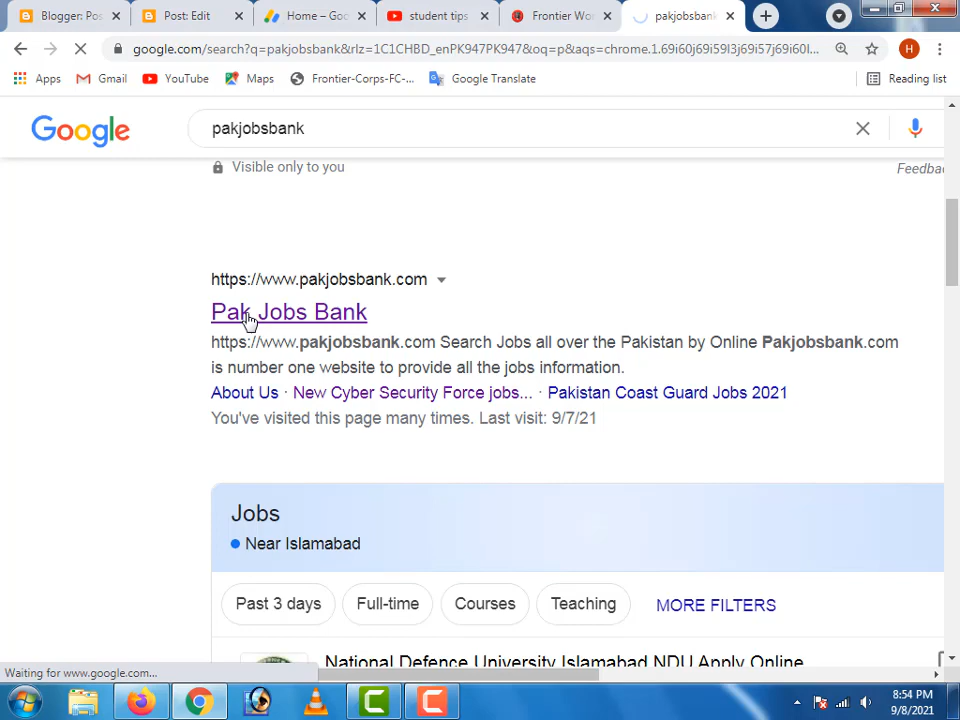 Blogger: Pos
Post: Edit
Home – Goo
student tips
Frontier Wo
pakjobsbank
google.com/search?q=pakjobsbank&rlz=1C1CHBD_enPK947PK947&oq=p&aqs=chrome.1.69i60j69i59l3j69i57j69i60l...
H
Apps
Gmail
YouTube
Maps
Frontier-Corps-FC-...
Google Translate
Reading list
Google
pakjobsbank
Visible only to you
Feedba
https://www.pakjobsbank.com
Pak Jobs Bank
https://www.pakjobsbank.com Search Jobs all over the Pakistan by Online Pakjobsbank.com
is number one website to provide all the jobs information.
About Us · New Cyber Security Force jobs... · Pakistan Coast Guard Jobs 2021
You've visited this page many times. Last visit: 9/7/21
Jobs
Near Islamabad
Past 3 days
Full-time
Courses
Teaching
MORE FILTERS
National Defence University Islamabad NDU Apply Online
Waiting for www.google.com...
8:54 PM
9/8/2021